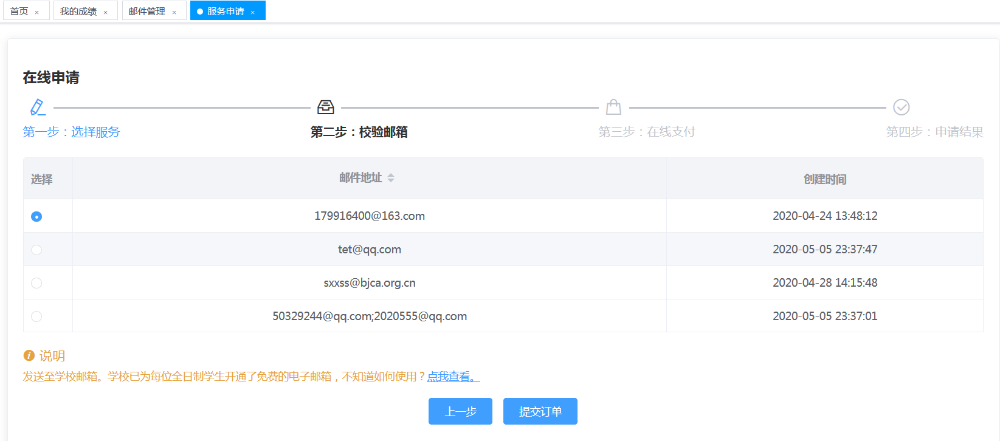 首页 × 我的成绩 × 邮件管理 × 服务申请 ×
在线申请
第一步：选择服务 第二步：校验邮箱 第三步：在线支付 第四步：申请结果
选择 邮件地址 创建时间
179916400@163.com 2020-04-24 13:48:12
tet@qq.com 2020-05-05 23:37:47
sxxss@bjca.org.cn 2020-04-28 14:15:48
50329244@qq.com;2020555@qq.com 2020-05-05 23:37:01
说明
发送至学校邮箱。学校已为每位全日制学生开通了免费的电子邮箱，不知道如何使用？点我查看。
上一步 提交订单